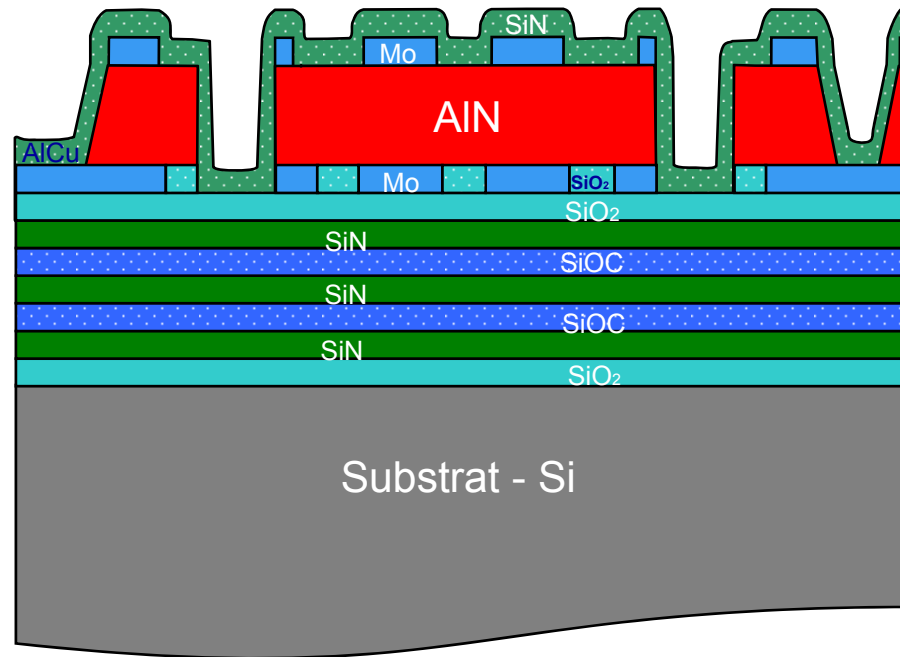 SiN
Mo
AlN
AlCu
Mo
SiO₂
SiO₂
SiN
SiOC
SiN
SiOC
SiN
SiO₂
Substrat - Si